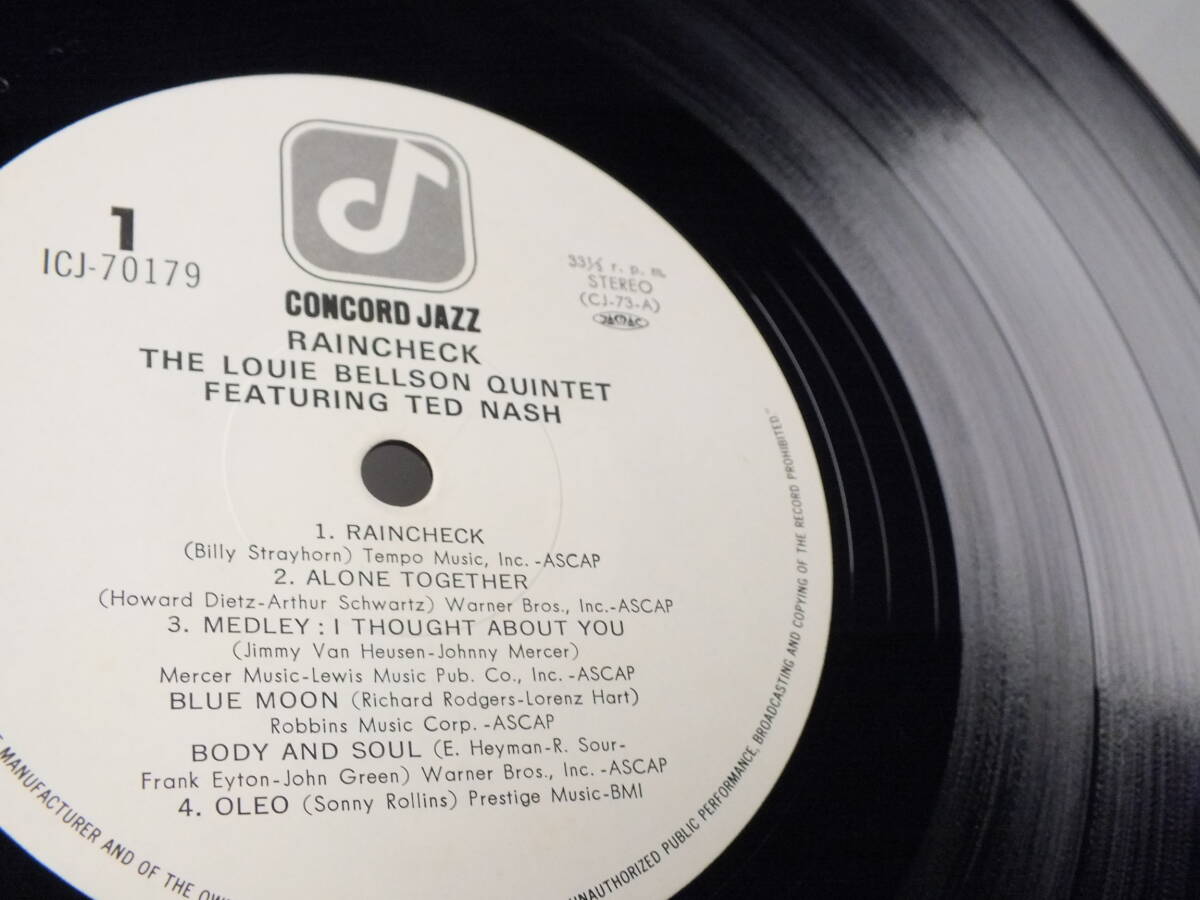 1
ICJ-70179
33⅓ r. p. m.
STEREO
(CJ-73-A)
JASRAC
CONCORD JAZZ
RAINCHECK
THE LOUIE BELLSON QUINTET
FEATURING TED NASH
1. RAINCHECK
(Billy Strayhorn) Tempo Music, Inc. -ASCAP
2. ALONE TOGETHER
(Howard Dietz-Arthur Schwartz) Warner Bros., Inc.-ASCAP
3. MEDLEY : I THOUGHT ABOUT YOU
(Jimmy Van Heusen-Johnny Mercer)
Mercer Music-Lewis Music Pub. Co., Inc. -ASCAP
BLUE MOON (Richard Rodgers-Lorenz Hart)
Robbins Music Corp. -ASCAP
BODY AND SOUL (E. Heyman-R. Sour-
Frank Eyton-John Green) Warner Bros., Inc. -ASCAP
4. OLEO (Sonny Rollins) Prestige Music-BMI
MANUFACTURER AND OF THE
UNAUTHORIZED PUBLIC PERFORMANCE, BROADCASTING AND COPYING OF THE RECORD PROHIBITED."